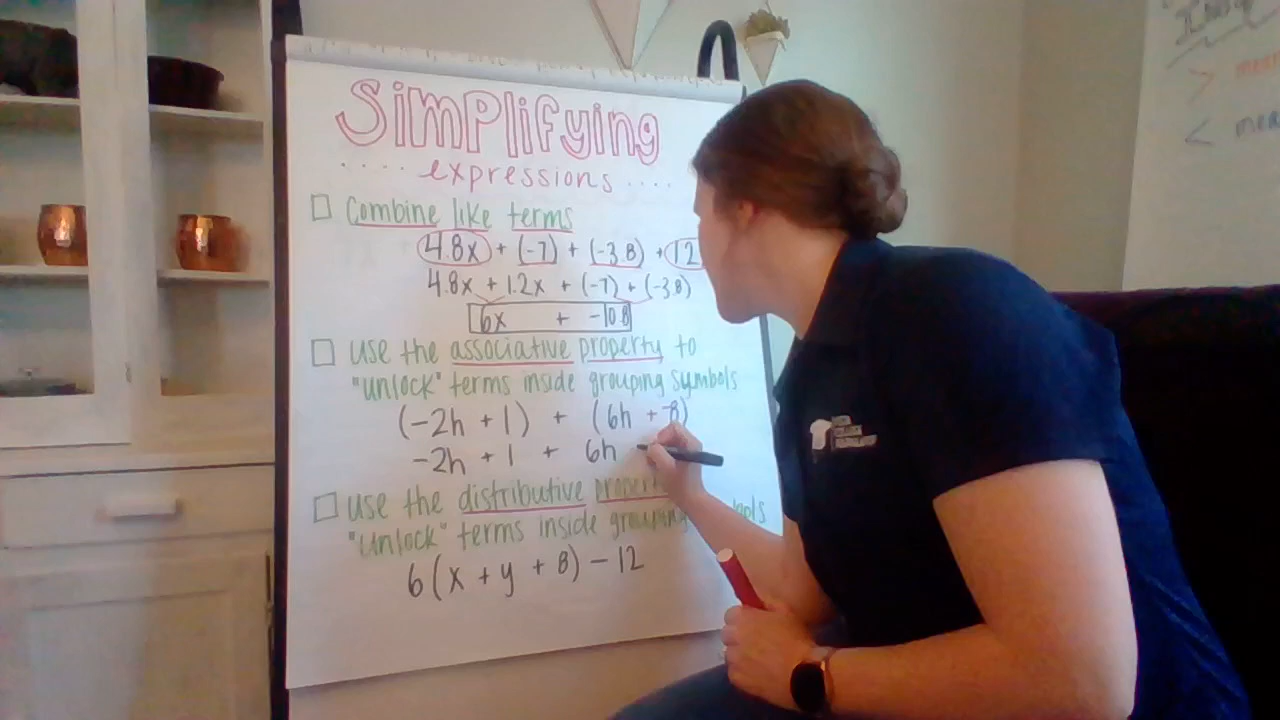 Simplifying
.... expressions ....
Combine like terms
4.8x + (-7) + (-3.8) + 12
4.8x + 1.2x + (-7) + (-3.8)
6x + -10.8
Use the associative property to
"unlock" terms inside grouping symbols
(-2h + 1) + (6h + -8)
-2h + 1 + 6h
Use the distributive
"unlock" terms inside grouping
6(x + y + 8) - 12
>
<